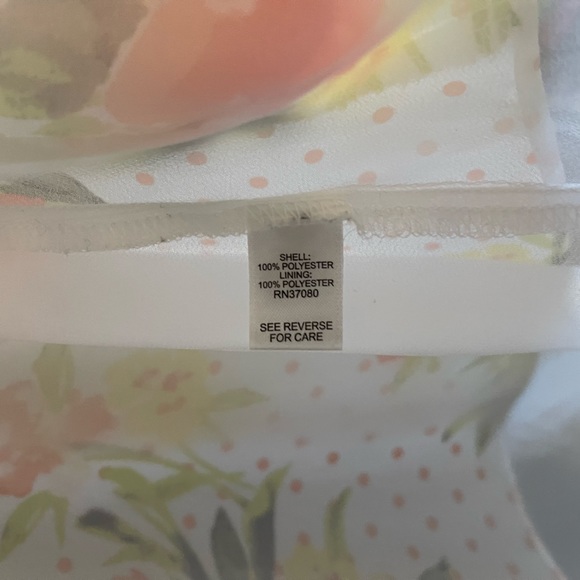 SHELL:
100% POLYESTER
LINING:
100% POLYESTER
RN37080
SEE REVERSE
FOR CARE